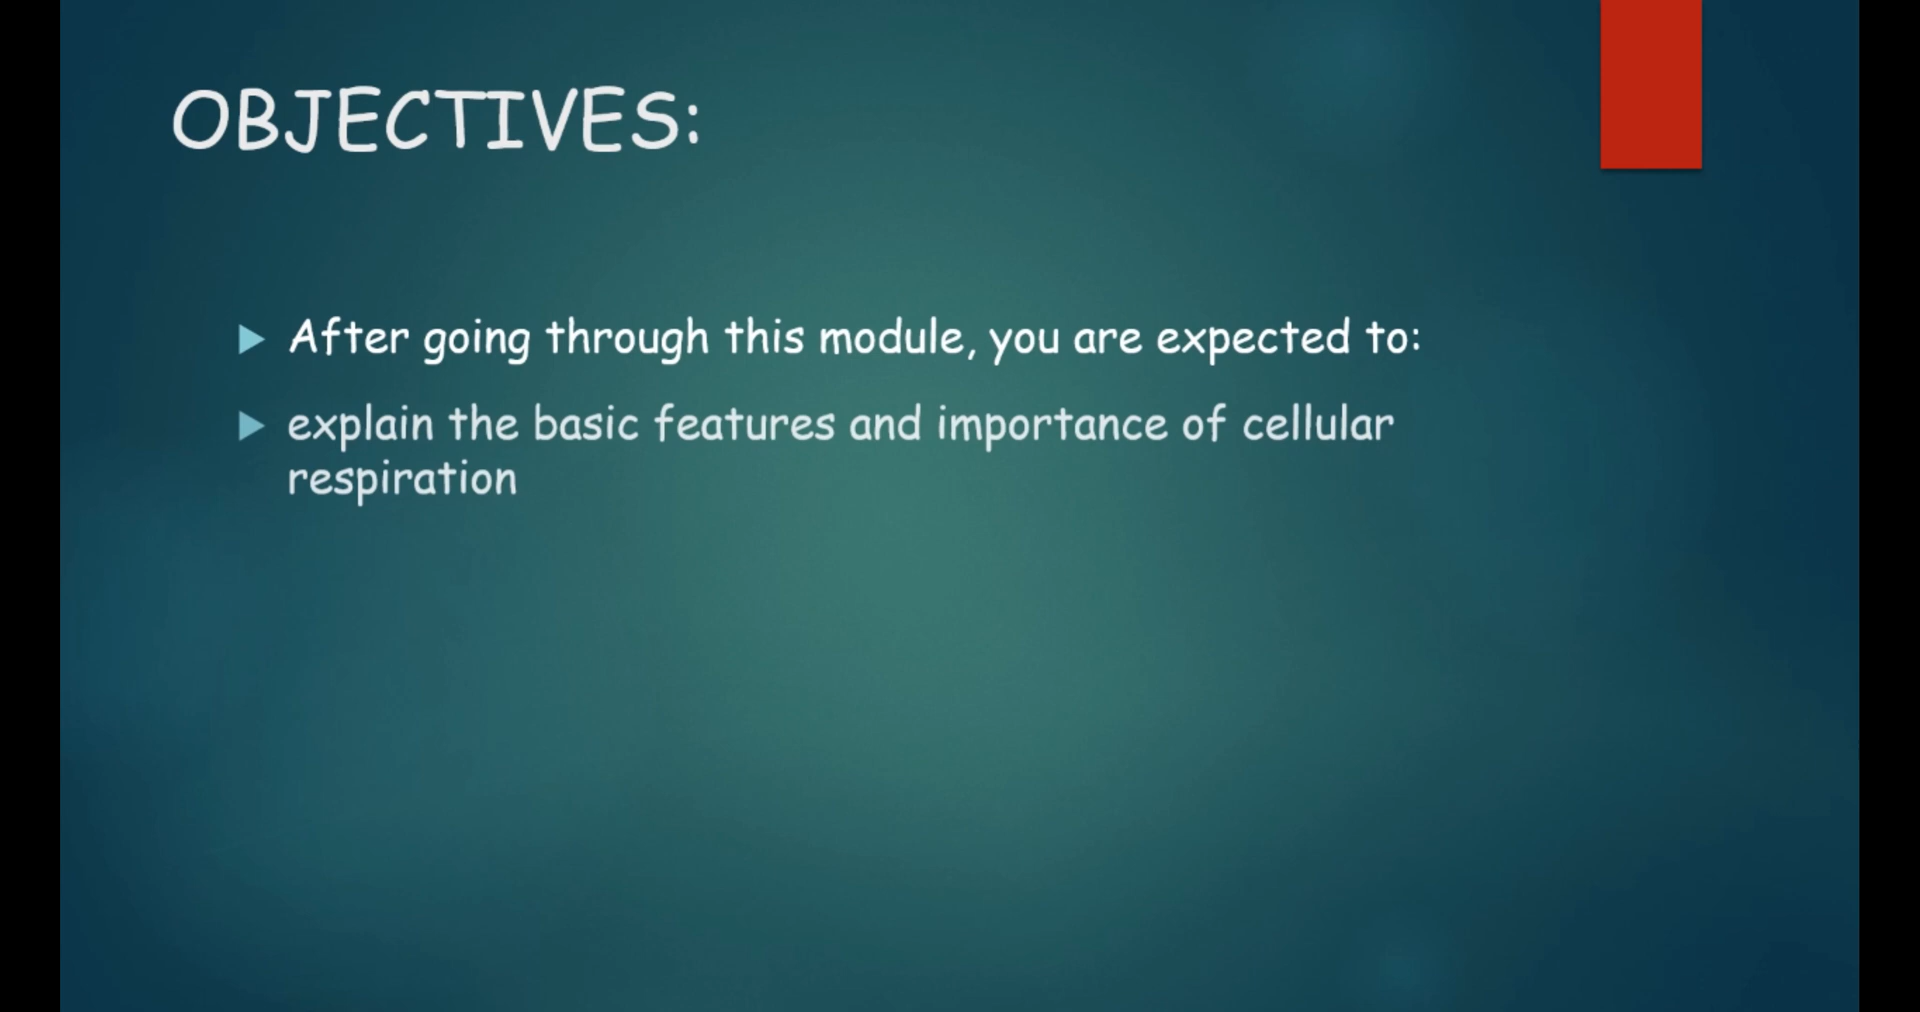 OBJECTIVES:
After going through this module, you are expected to:
explain the basic features and importance of cellular
respiration